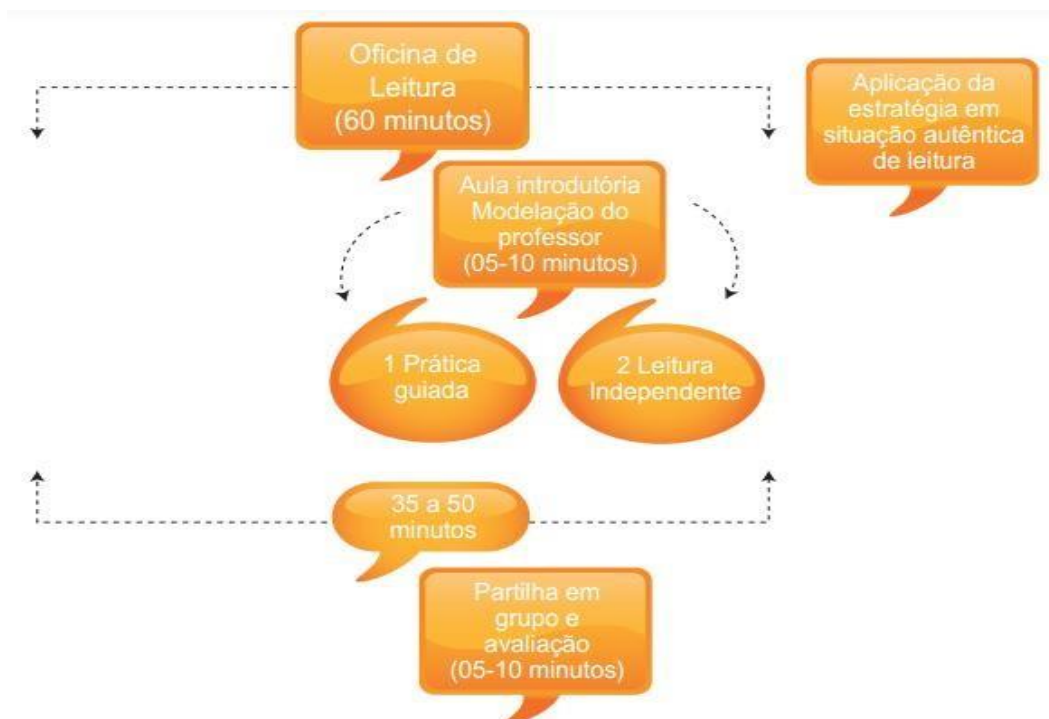 Oficina de
Leitura
(60 minutos)
Aplicação da
estratégia em
situação autêntica
de leitura
Aula introdutória
Modelação do
professor
(05-10 minutos)
1 Prática
guiada
2 Leitura
Independente
35 a 50
minutos
Partilha em
grupo e
avaliação
(05-10 minutos)